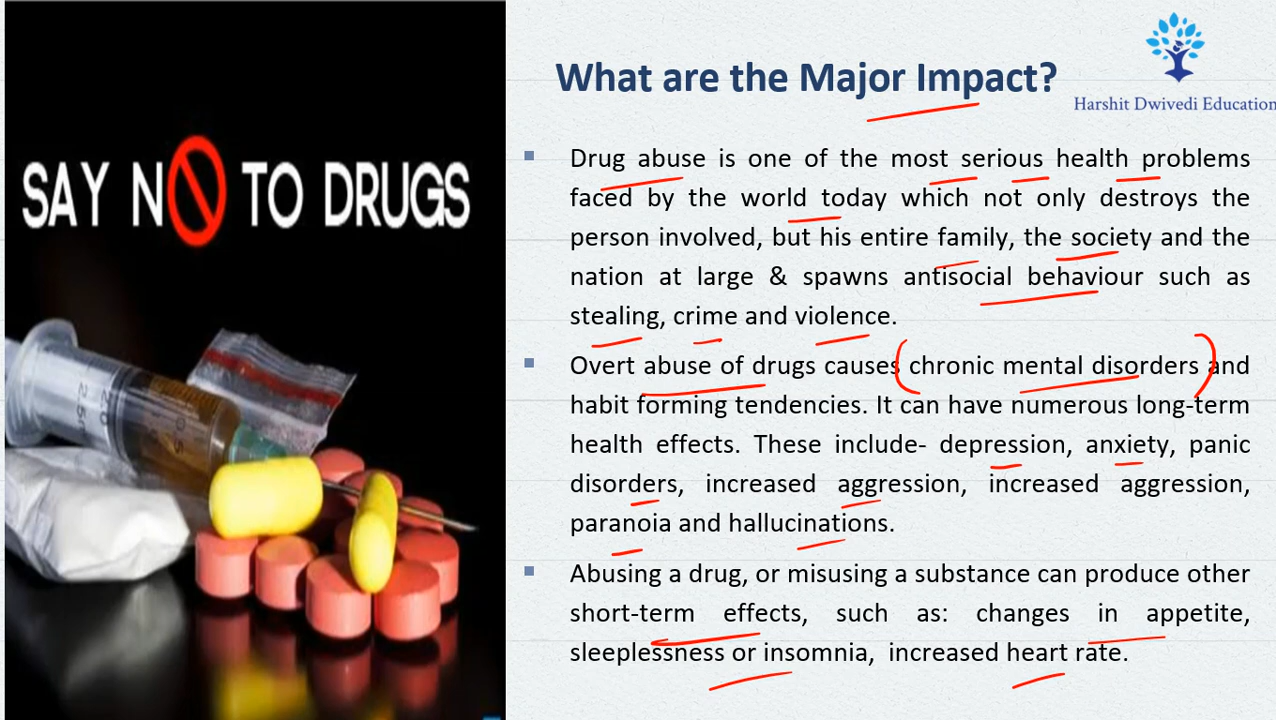 SAY NO TO DRUGS
What are the Major Impact?
Harshit Dwivedi Education
Drug abuse is one of the most serious health problems
faced by the world today which not only destroys the
person involved, but his entire family, the society and the
nation at large & spawns antisocial behaviour such as
stealing, crime and violence.
Overt abuse of drugs causes chronic mental disorders and
habit forming tendencies. It can have numerous long-term
health effects. These include- depression, anxiety, panic
disorders, increased aggression, increased aggression,
paranoia and hallucinations.
Abusing a drug, or misusing a substance can produce other
short-term effects, such as: changes in appetite,
sleeplessness or insomnia, increased heart rate.